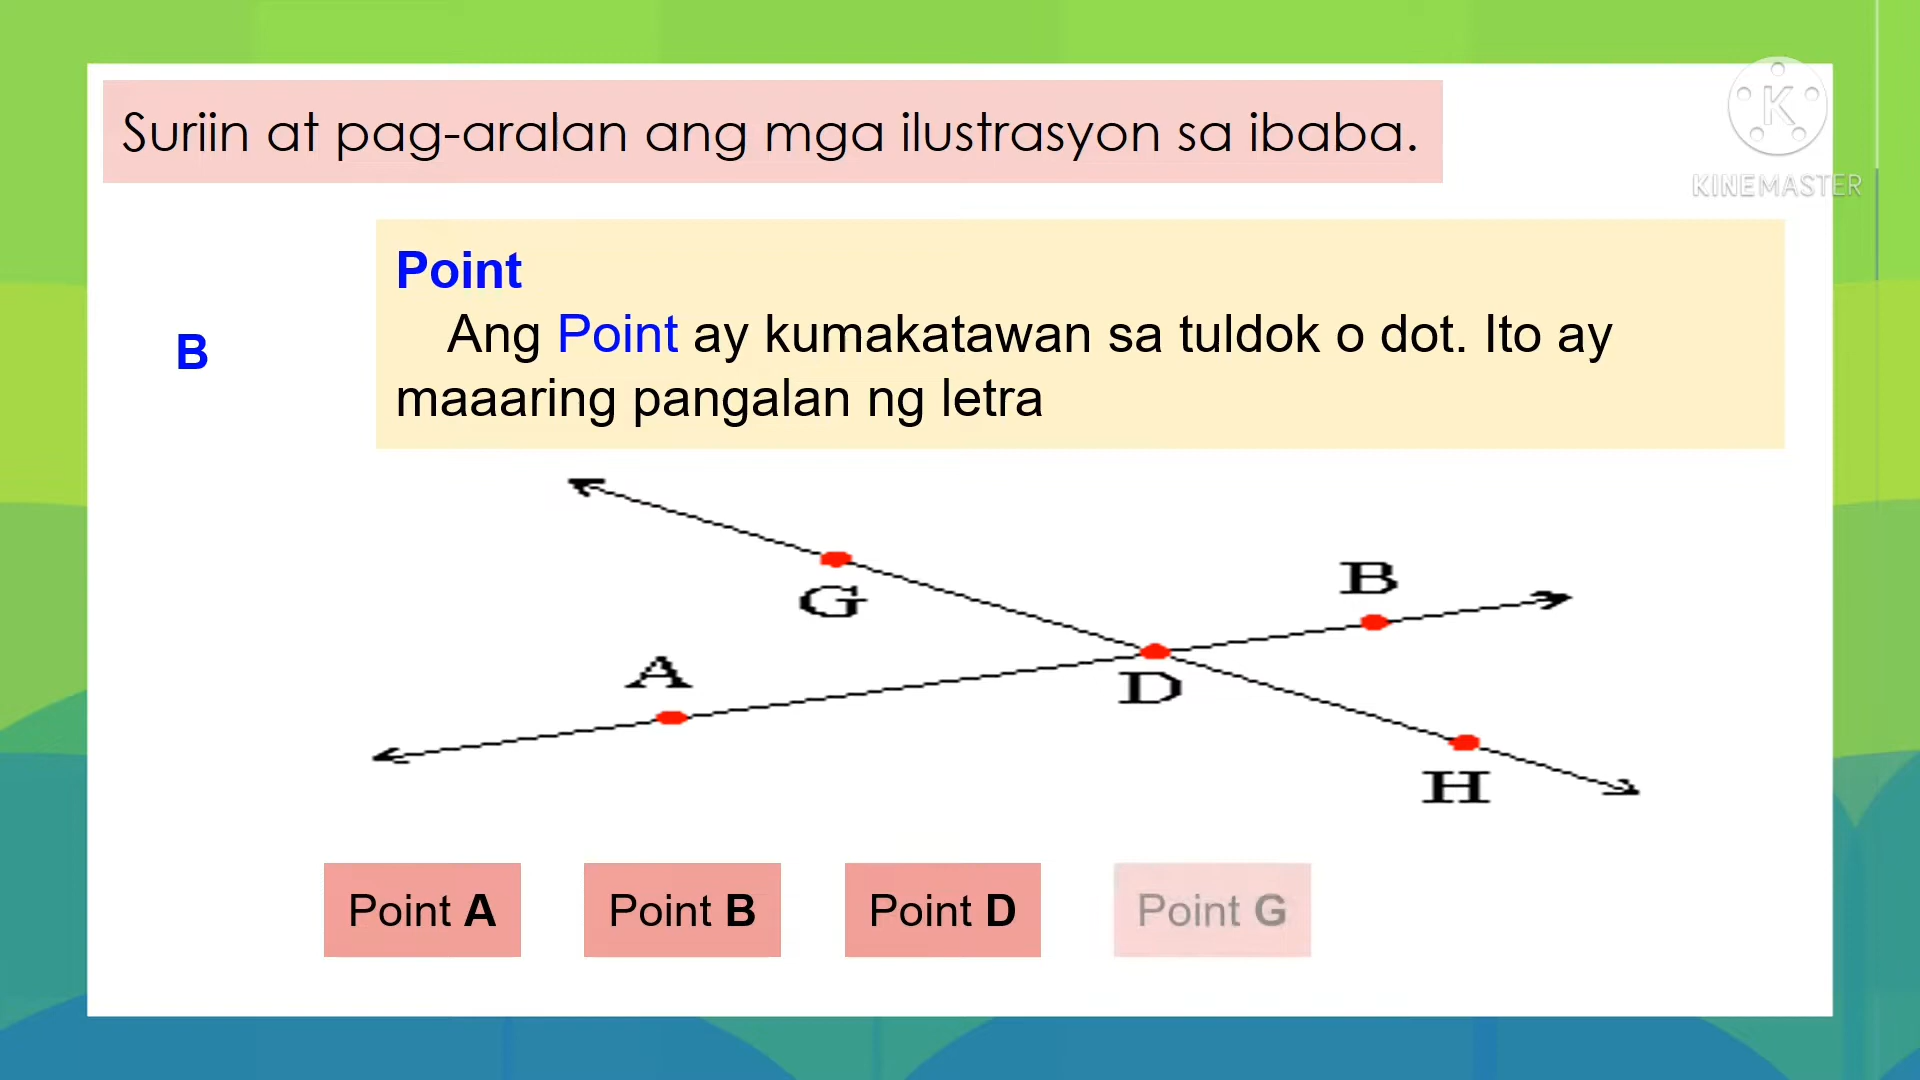 Suriin at pag-aralan ang mga ilustrasyon sa ibaba.
K
KINEMASTER
Point
Ang Point ay kumakatawan sa tuldok o dot. Ito ay
maaaring pangalan ng letra
B
G
B
A
D
H
Point A
Point B
Point D
Point G